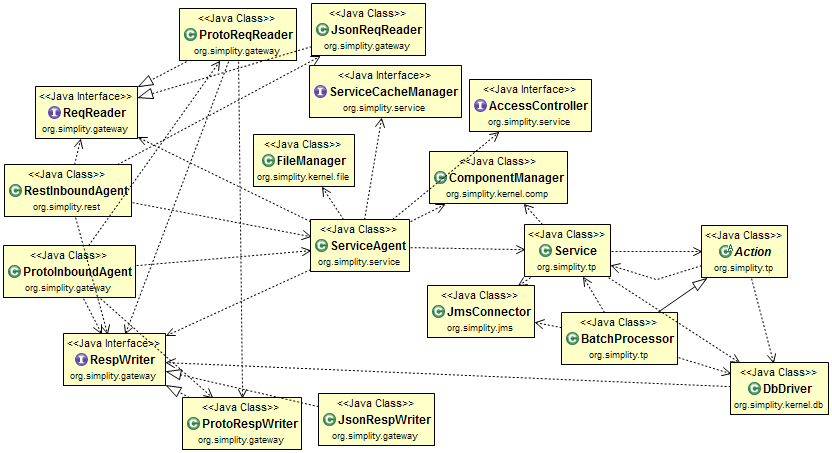 <<Java Class>>
ProtoReqReader
org.simplity.gateway
<<Java Class>>
JsonReqReader
org.simplity.gateway
<<Java Interface>>
ServiceCacheManager
org.simplity.service
<<Java Interface>>
AccessController
org.simplity.service
<<Java Interface>>
ReqReader
org.simplity.gateway
<<Java Class>>
FileManager
org.simplity.kernel.file
<<Java Class>>
ComponentManager
org.simplity.kernel.comp
<<Java Class>>
RestInboundAgent
org.simplity.rest
<<Java Class>>
ServiceAgent
org.simplity.service
<<Java Class>>
Service
org.simplity.tp
<<Java Class>>
Action
org.simplity.tp
<<Java Class>>
ProtoInboundAgent
org.simplity.gateway
<<Java Class>>
JmsConnector
org.simplity.jms
<<Java Class>>
BatchProcessor
org.simplity.tp
<<Java Interface>>
RespWriter
org.simplity.gateway
<<Java Class>>
DbDriver
org.simplity.kernel.db
<<Java Class>>
ProtoRespWriter
org.simplity.gateway
<<Java Class>>
JsonRespWriter
org.simplity.gateway